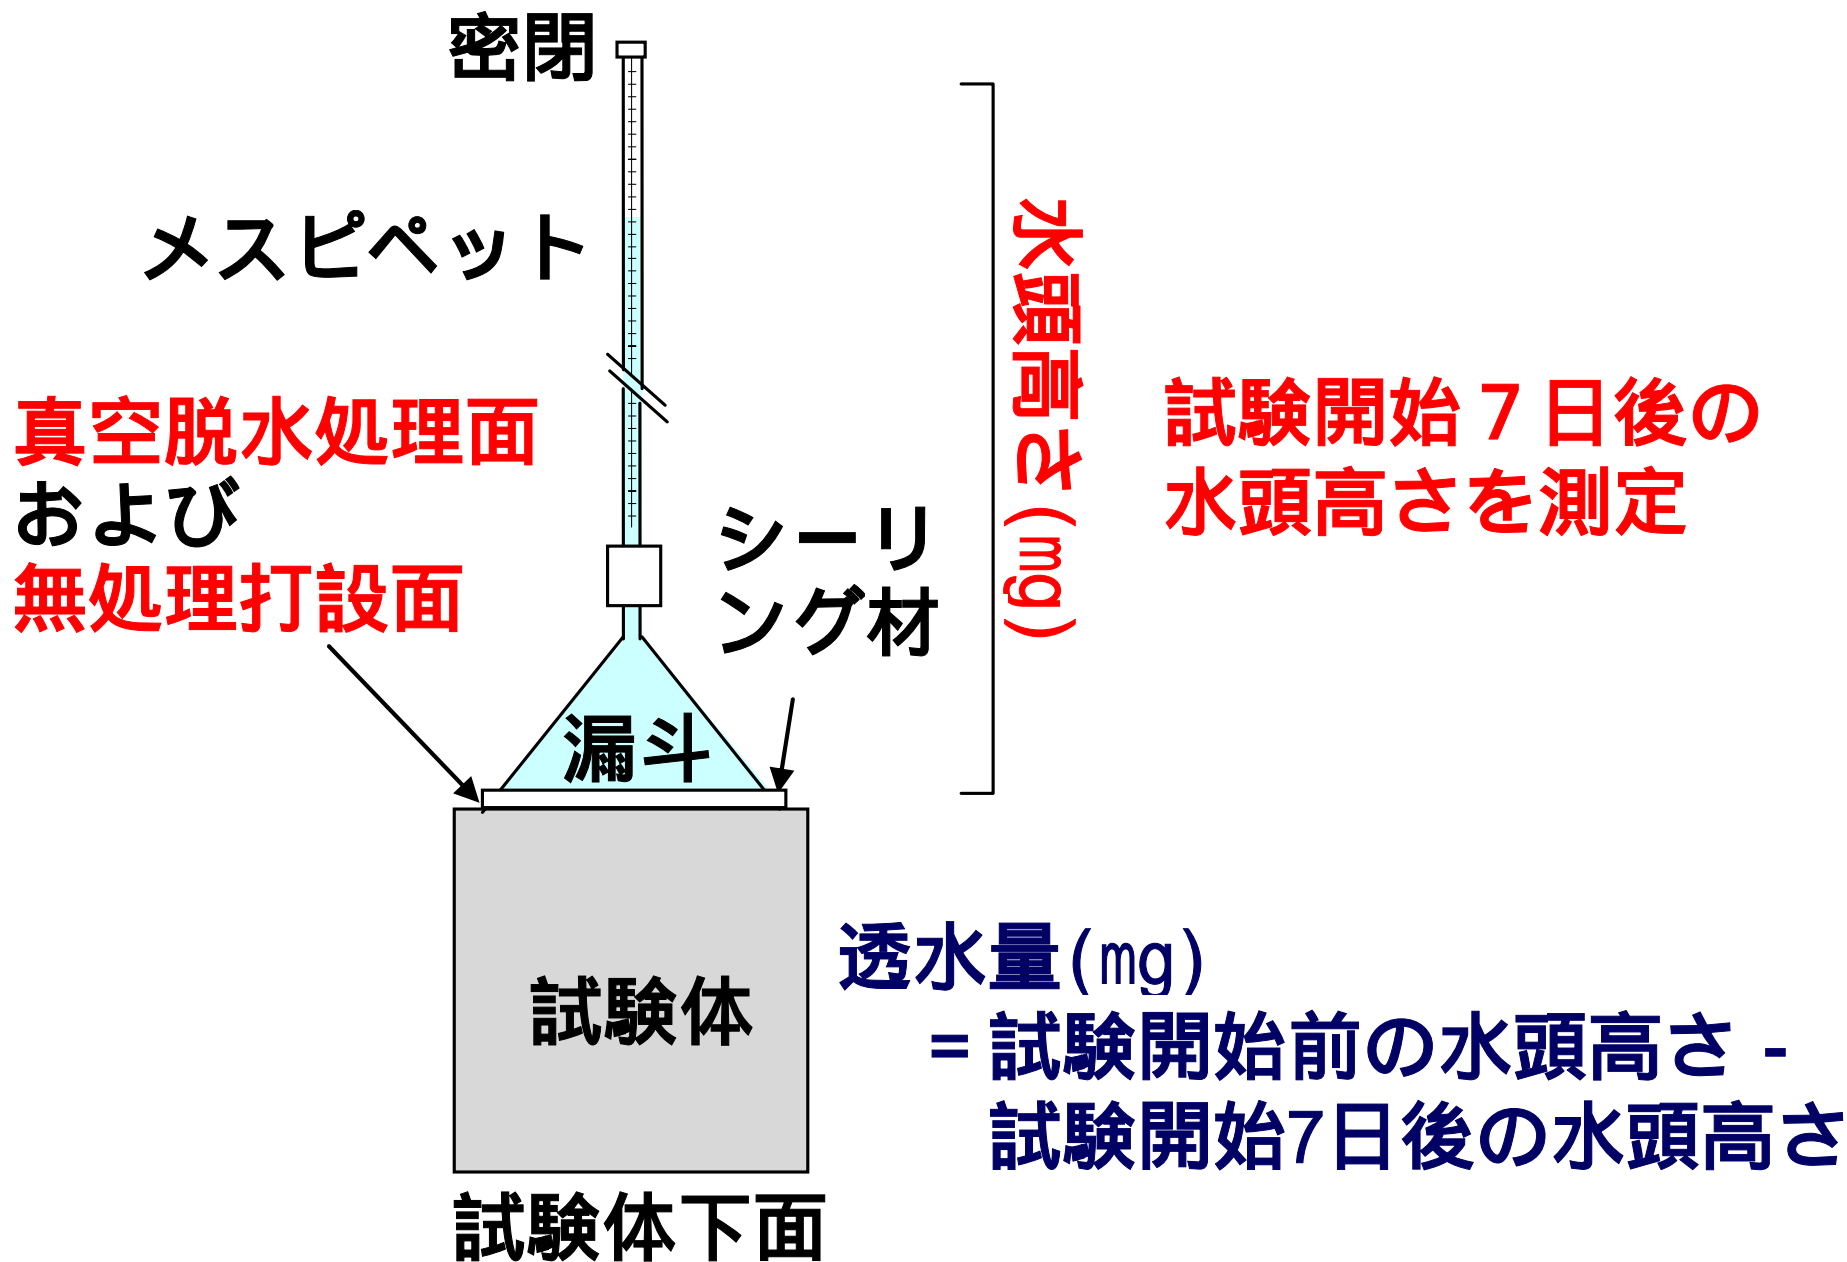 密閉
メスピペット
水頭高さ(mg)
真空脱水処理面
および
無処理打設面
試験開始７日後の
水頭高さを測定
シーリ
ング材
漏斗
試験体
透水量(mg)
=試験開始前の水頭高さ-
試験開始7日後の水頭高さ
試験体下面